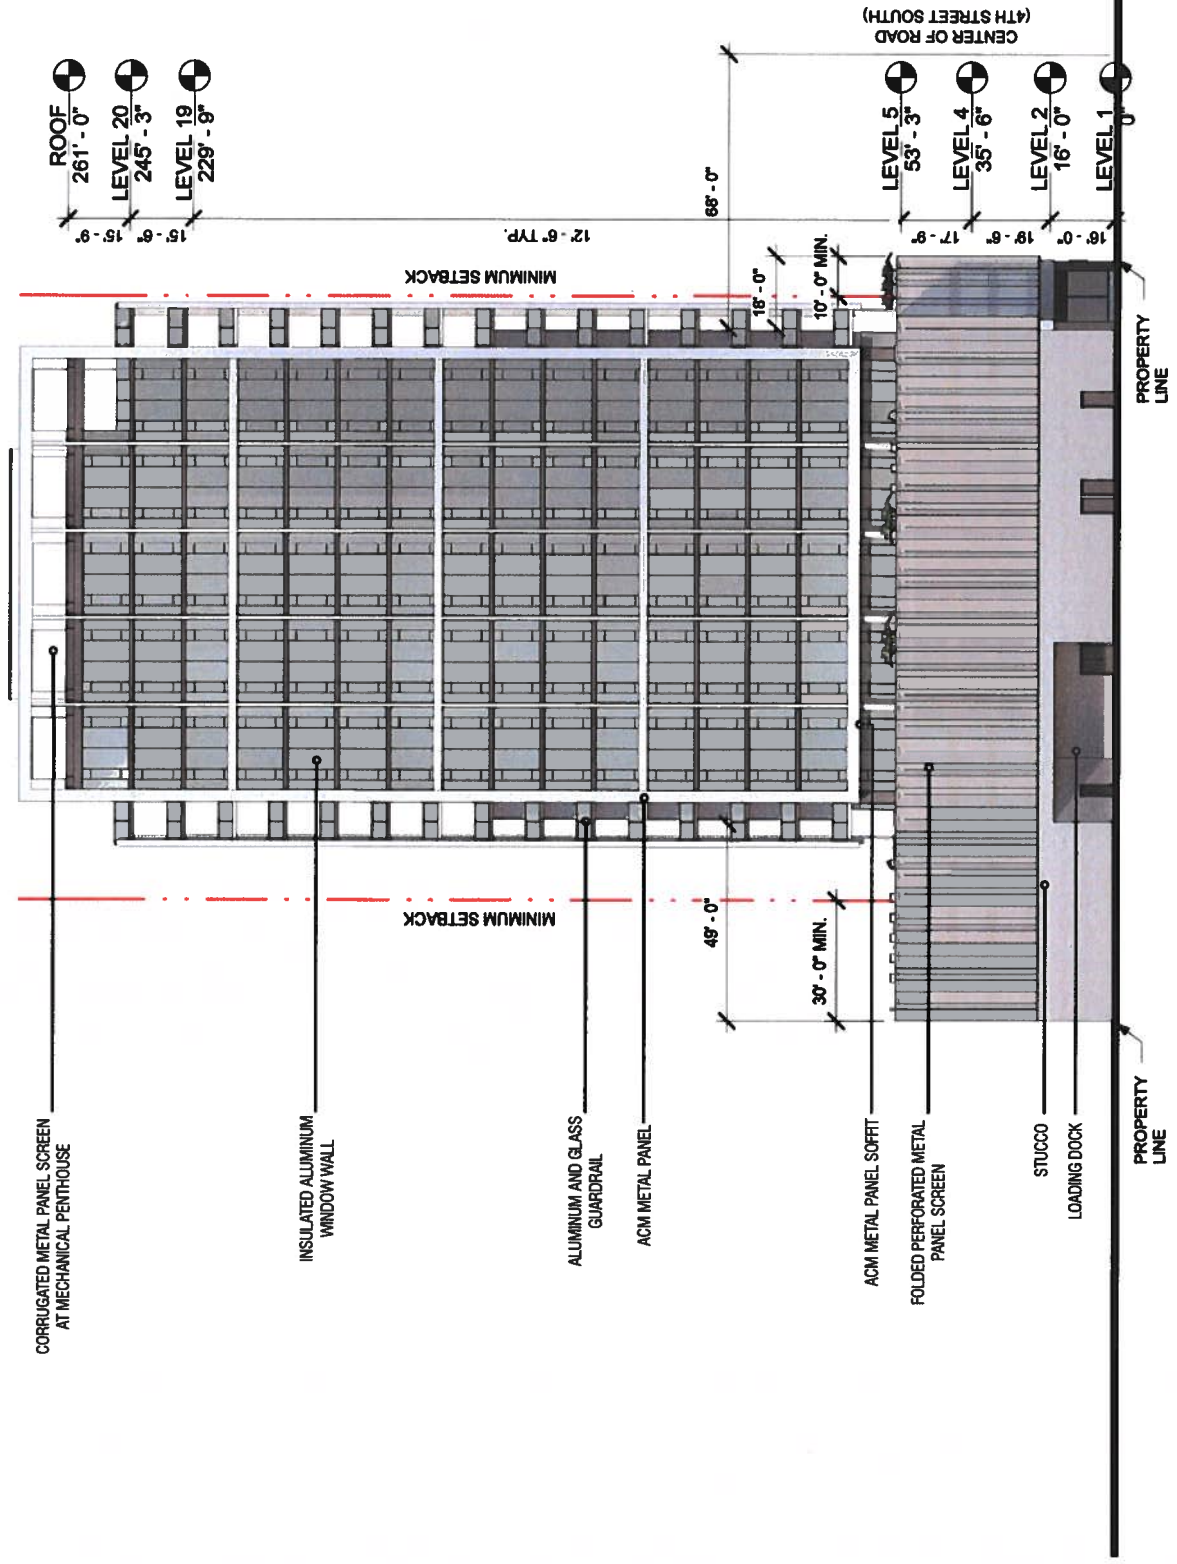 CENTER OF ROAD
(4TH STREET SOUTH)
ROOF
261' - 0"
LEVEL 20
245' - 3"
LEVEL 19
229' - 9"
LEVEL 5
53' - 3"
LEVEL 4
35' - 6"
LEVEL 2
16' - 0"
LEVEL 1
0"
15' - 9"
15' - 6"
12' - 6" TYP.
17' - 9"
19' - 6"
16' - 0"
68' - 0"
18' - 0"
10' - 0" MIN.
MINIMUM SETBACK
MINIMUM SETBACK
49' - 0"
30' - 0" MIN.
PROPERTY
LINE
PROPERTY
LINE
CORRUGATED METAL PANEL SCREEN
AT MECHANICAL PENTHOUSE
INSULATED ALUMINUM
WINDOW WALL
ALUMINUM AND GLASS
GUARDRAIL
ACM METAL PANEL
ACM METAL PANEL SOFFIT
FOLDED PERFORATED METAL
PANEL SCREEN
STUCCO
LOADING DOCK